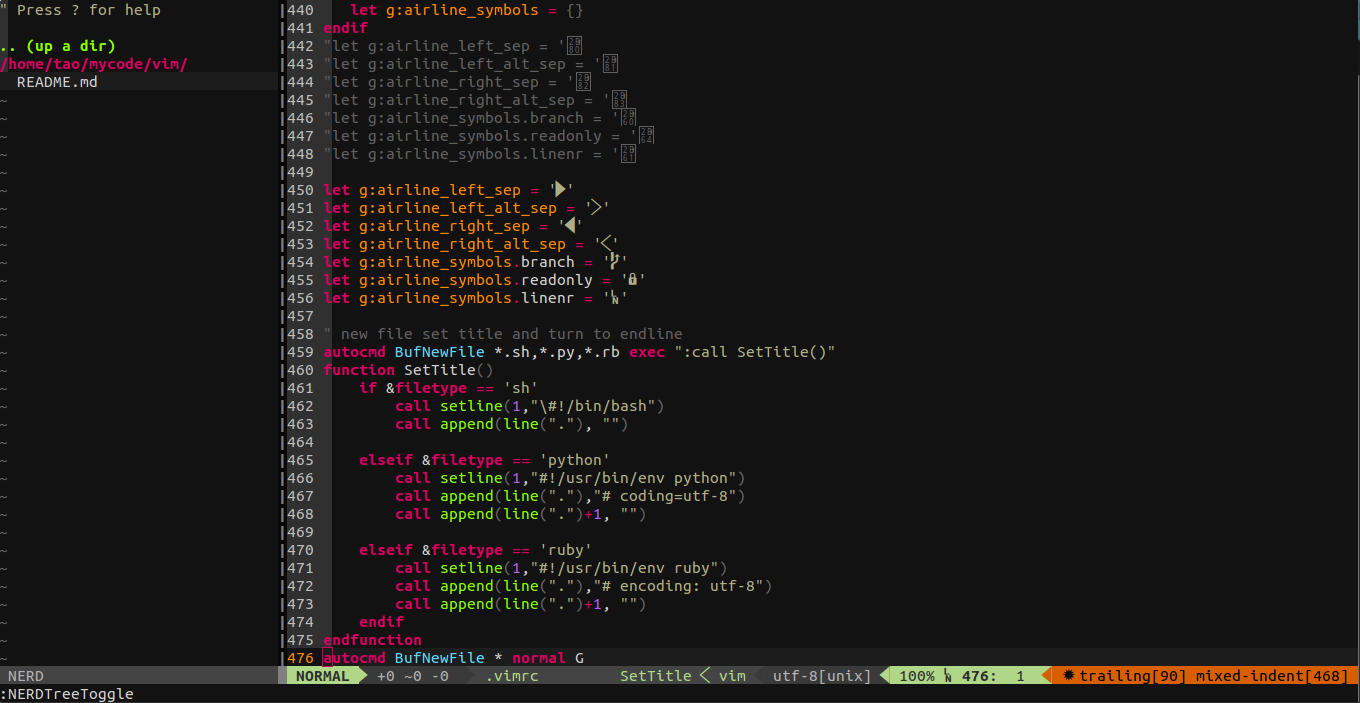 " Press ? for help
.. (up a dir)
/home/tao/mycode/vim/
README.md
440 let g:airline_symbols = {}
441 endif
442 "let g:airline_left_sep = '
443 "let g:airline_left_alt_sep = '
444 "let g:airline_right_sep = '
445 "let g:airline_right_alt_sep = '
446 "let g:airline_symbols.branch = '
447 "let g:airline_symbols.readonly = '
448 "let g:airline_symbols.linenr = '
449
450 let g:airline_left_sep = ''
451 let g:airline_left_alt_sep = ''
452 let g:airline_right_sep = ''
453 let g:airline_right_alt_sep = ''
454 let g:airline_symbols.branch = ''
455 let g:airline_symbols.readonly = ''
456 let g:airline_symbols.linenr = ''
457
458 " new file set title and turn to endline
459 autocmd BufNewFile *.sh,*.py,*.rb exec ":call SetTitle()"
460 function SetTitle()
461     if &filetype == 'sh'
462         call setline(1,"\#!/bin/bash")
463         call append(line("."), "")
464
465     elseif &filetype == 'python'
466         call setline(1,"#!/usr/bin/env python")
467         call append(line("."),"# coding=utf-8")
468         call append(line(".")+1, "")
469
470     elseif &filetype == 'ruby'
471         call setline(1,"#!/usr/bin/env ruby")
472         call append(line("."),"# encoding: utf-8")
473         call append(line(".")+1, "")
474     endif
475 endfunction
476 autocmd BufNewFile * normal G
NERD NORMAL +0 ~0 -0 .vimrc SetTitle vim utf-8[unix] 100% 476: 1 trailing[90] mixed-indent[468]
:NERDTreeToggle